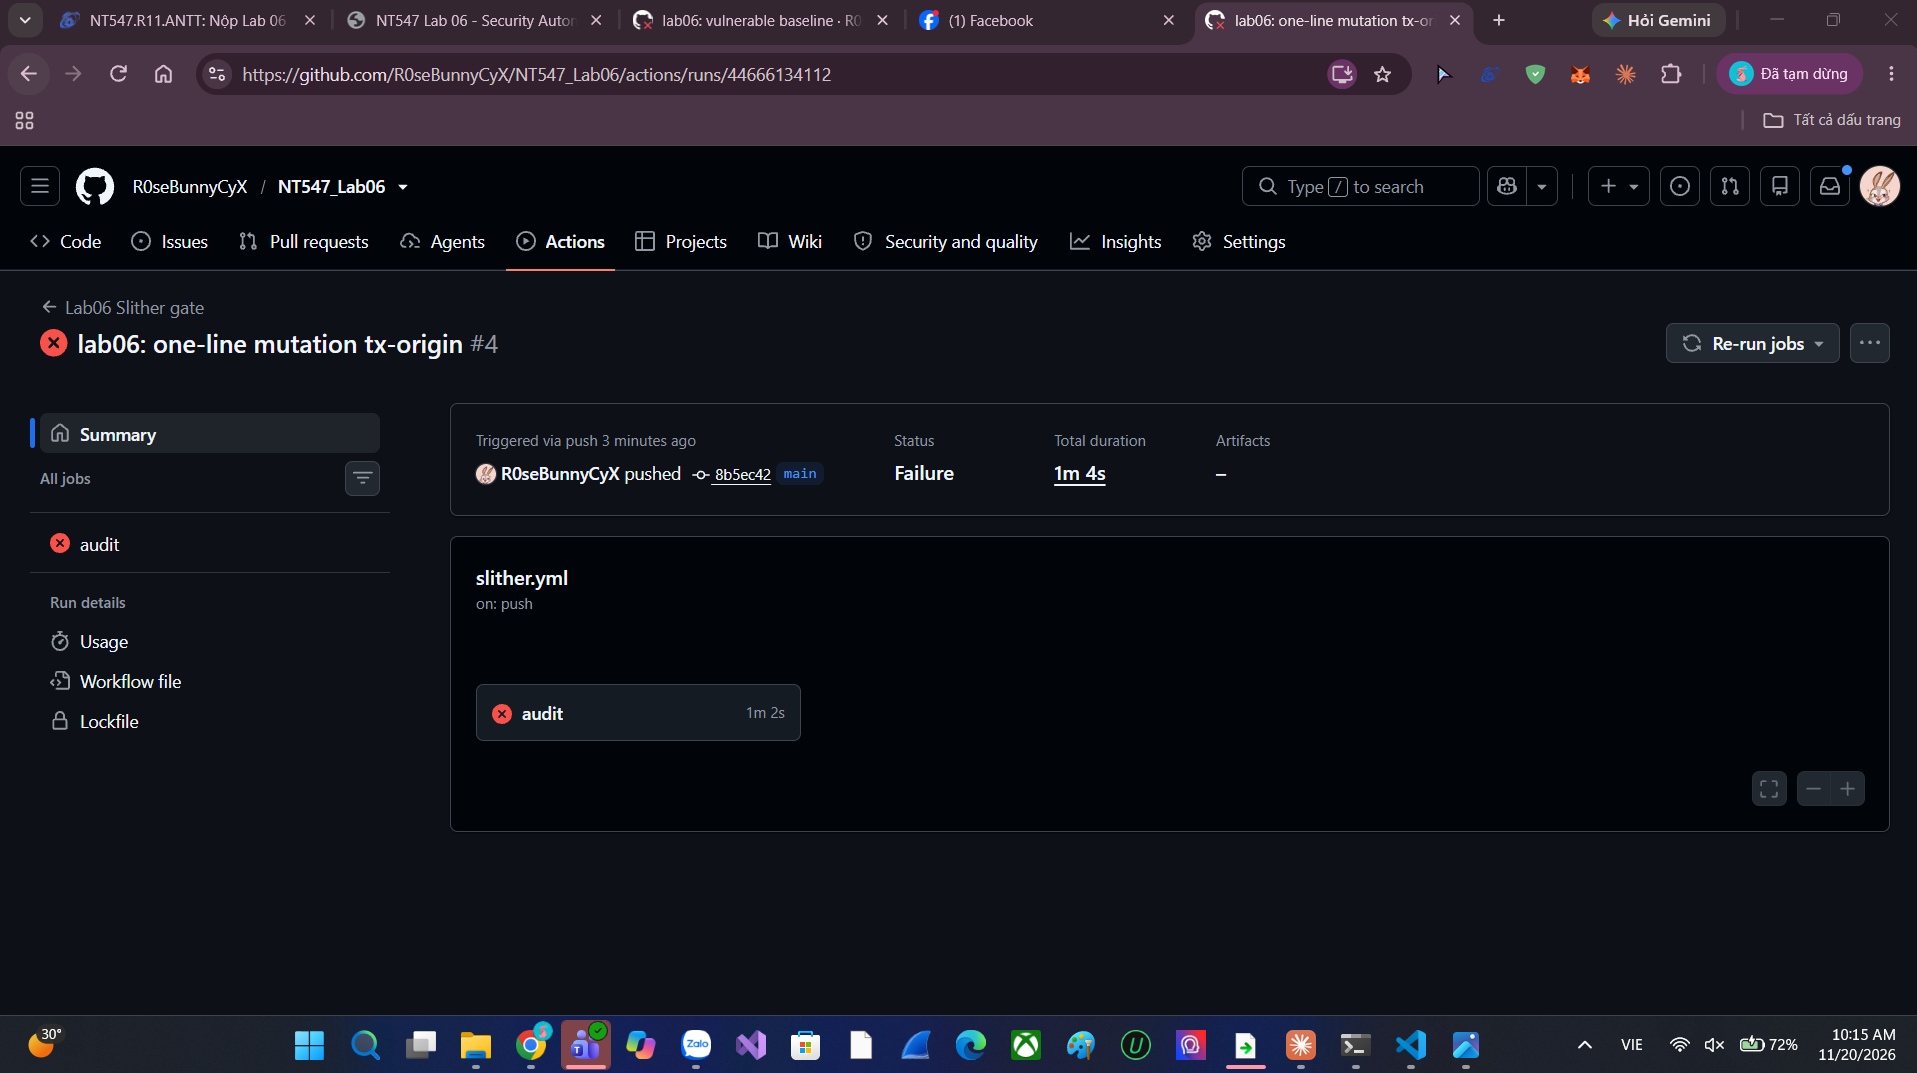 NT547.R11.ANTT: Nộp Lab 06
NT547 Lab 06 - Security Autor
lab06: vulnerable baseline · R0
(1) Facebook
lab06: one-line mutation tx-or
Hỏi Gemini
https://github.com/R0seBunnyCyX/NT547_Lab06/actions/runs/44666134112
Đã tạm dừng
Tất cả dấu trang
R0seBunnyCyX / NT547_Lab06
Type / to search
Code
Issues
Pull requests
Agents
Actions
Projects
Wiki
Security and quality
Insights
Settings
Lab06 Slither gate
lab06: one-line mutation tx-origin #4
Re-run jobs
Summary
All jobs
audit
Run details
Usage
Workflow file
Lockfile
Triggered via push 3 minutes ago
R0seBunnyCyX pushed 8b5ec42 main
Status
Failure
Total duration
1m 4s
Artifacts
–
slither.yml
on: push
audit
1m 2s
30°
Zalo
VIE
72%
10:15 AM
11/20/2026